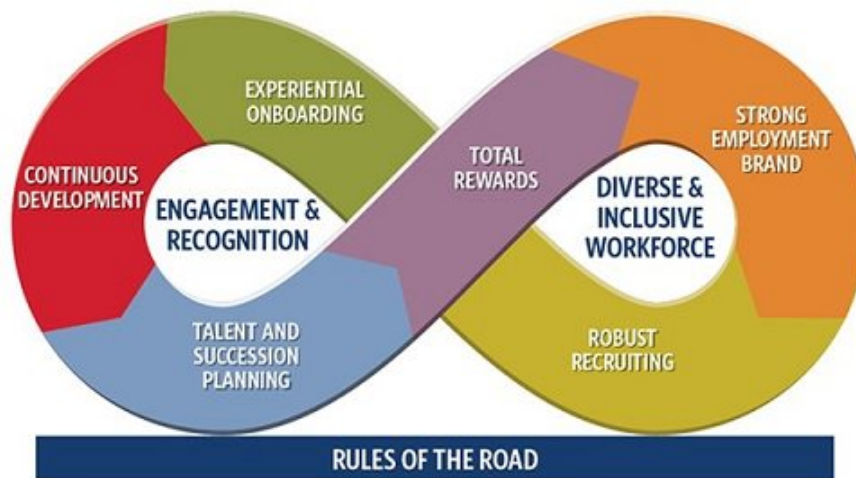 EXPERIENTIAL
ONBOARDING
CONTINUOUS
DEVELOPMENT
ENGAGEMENT &
RECOGNITION
TALENT AND
SUCCESSION
PLANNING
TOTAL
REWARDS
STRONG
EMPLOYMENT
BRAND
DIVERSE &
INCLUSIVE
WORKFORCE
ROBUST
RECRUITING
RULES OF THE ROAD